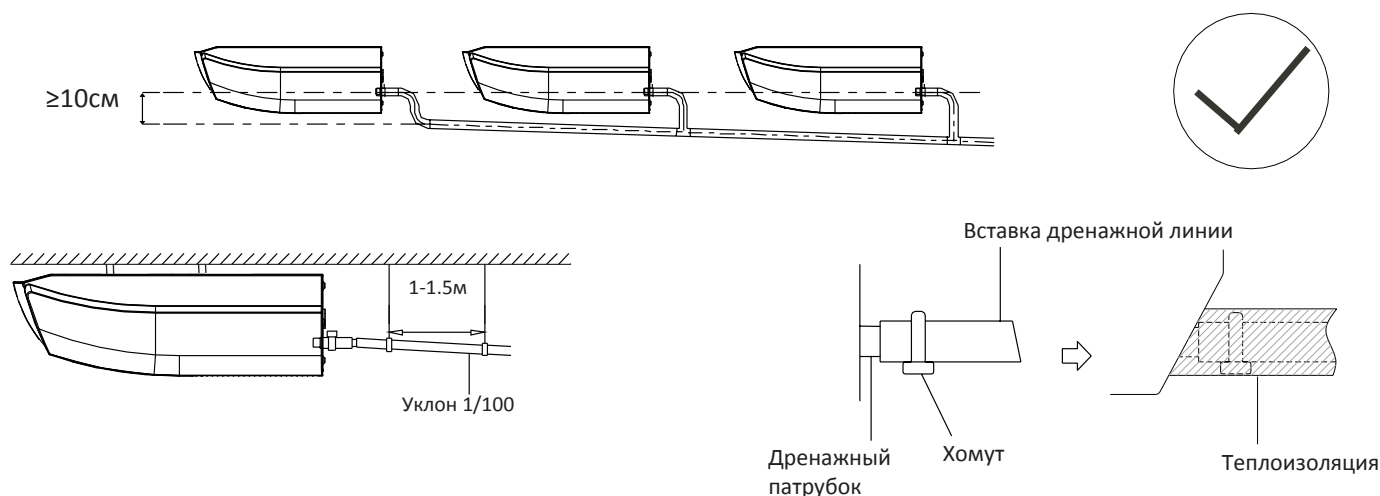 ≥10см
Вставка дренажной линии
1-1.5м
Уклон 1/100
Дренажный
патрубок
Хомут
Теплоизоляция